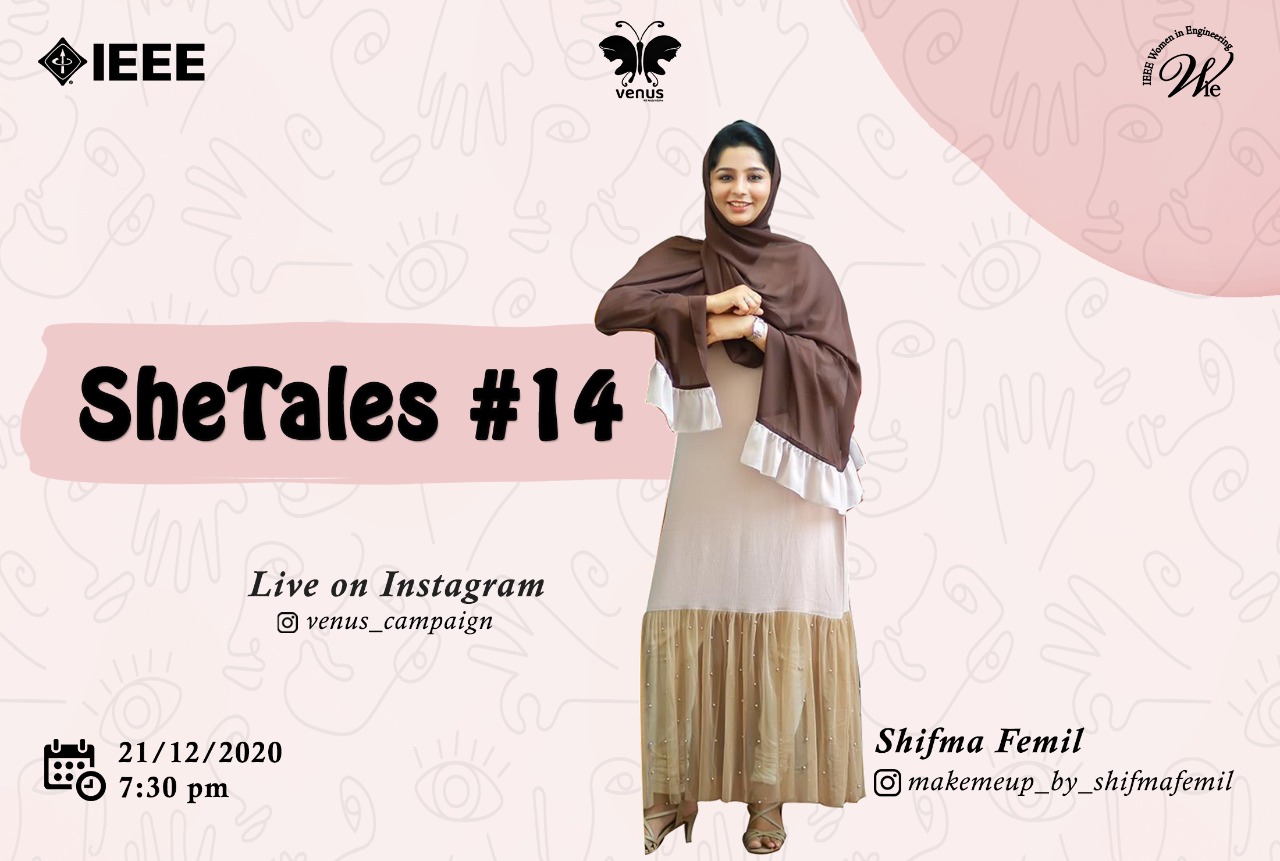 IEEE
venus
IEEE Women in Engineering
Wie
SheTales #14
Live on Instagram
venus_campaign
21/12/2020
7:30 pm
Shifma Femil
makemeup_by_shifmafemil